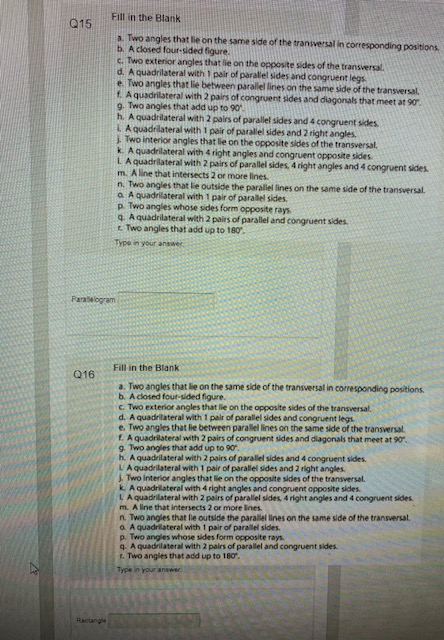 Q15
Fill in the Blank
a. Two angles that lie on the same side of the transversal in corresponding positions.
b. A closed four-sided figure.
c. Two exterior angles that lie on the opposite sides of the transversal.
d. A quadrilateral with 1 pair of parallel sides and congruent legs.
e. Two angles that lie between parallel lines on the same side of the transversal.
f. A quadrilateral with 2 pairs of congruent sides and diagonals that meet at 90°.
g. Two angles that add up to 90°.
h. A quadrilateral with 2 pairs of parallel sides and 4 congruent sides.
i. A quadrilateral with 1 pair of parallel sides and 2 right angles.
j. Two interior angles that lie on the opposite sides of the transversal.
k. A quadrilateral with 4 right angles and congruent opposite sides.
l. A quadrilateral with 2 pairs of parallel sides, 4 right angles and 4 congruent sides.
m. A line that intersects 2 or more lines.
n. Two angles that lie outside the parallel lines on the same side of the transversal.
o. A quadrilateral with 1 pair of parallel sides.
p. Two angles whose sides form opposite rays.
q. A quadrilateral with 2 pairs of parallel and congruent sides.
r. Two angles that add up to 180°.
Type in your answer.
Parallelogram
Q16
Fill in the Blank
a. Two angles that lie on the same side of the transversal in corresponding positions.
b. A closed four-sided figure.
c. Two exterior angles that lie on the opposite sides of the transversal.
d. A quadrilateral with 1 pair of parallel sides and congruent legs.
e. Two angles that lie between parallel lines on the same side of the transversal.
f. A quadrilateral with 2 pairs of congruent sides and diagonals that meet at 90°.
g. Two angles that add up to 90°.
h. A quadrilateral with 2 pairs of parallel sides and 4 congruent sides.
i. A quadrilateral with 1 pair of parallel sides and 2 right angles.
j. Two interior angles that lie on the opposite sides of the transversal.
k. A quadrilateral with 4 right angles and congruent opposite sides.
l. A quadrilateral with 2 pairs of parallel sides, 4 right angles and 4 congruent sides.
m. A line that intersects 2 or more lines.
n. Two angles that lie outside the parallel lines on the same side of the transversal.
o. A quadrilateral with 1 pair of parallel sides.
p. Two angles whose sides form opposite rays.
q. A quadrilateral with 2 pairs of parallel and congruent sides.
r. Two angles that add up to 180°.
Type in your answer.
Rectangle